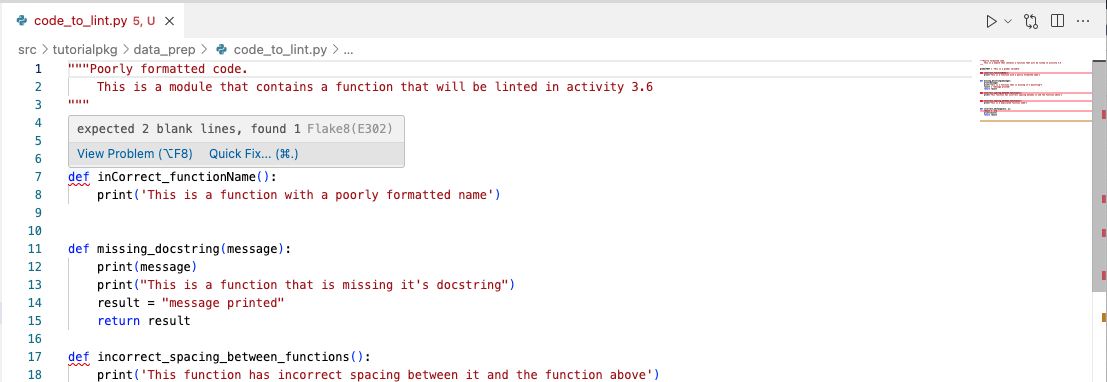 code_to_lint.py 5, U
src > tutorialpkg > data_prep > code_to_lint.py > ...
1 """Poorly formatted code.
2     This is a module that contains a function that will be linted in activity 3.6
3 """
4
expected 2 blank lines, found 1 Flake8(E302)
5
View Problem (⌥F8) Quick Fix... (⌘.)
6
7 def inCorrect_functionName():
8     print('This is a function with a poorly formatted name')
9
10
11 def missing_docstring(message):
12     print(message)
13     print("This is a function that is missing it's docstring")
14     result = "message printed"
15     return result
16
17 def incorrect_spacing_between_functions():
18     print('This function has incorrect spacing between it and the function above')